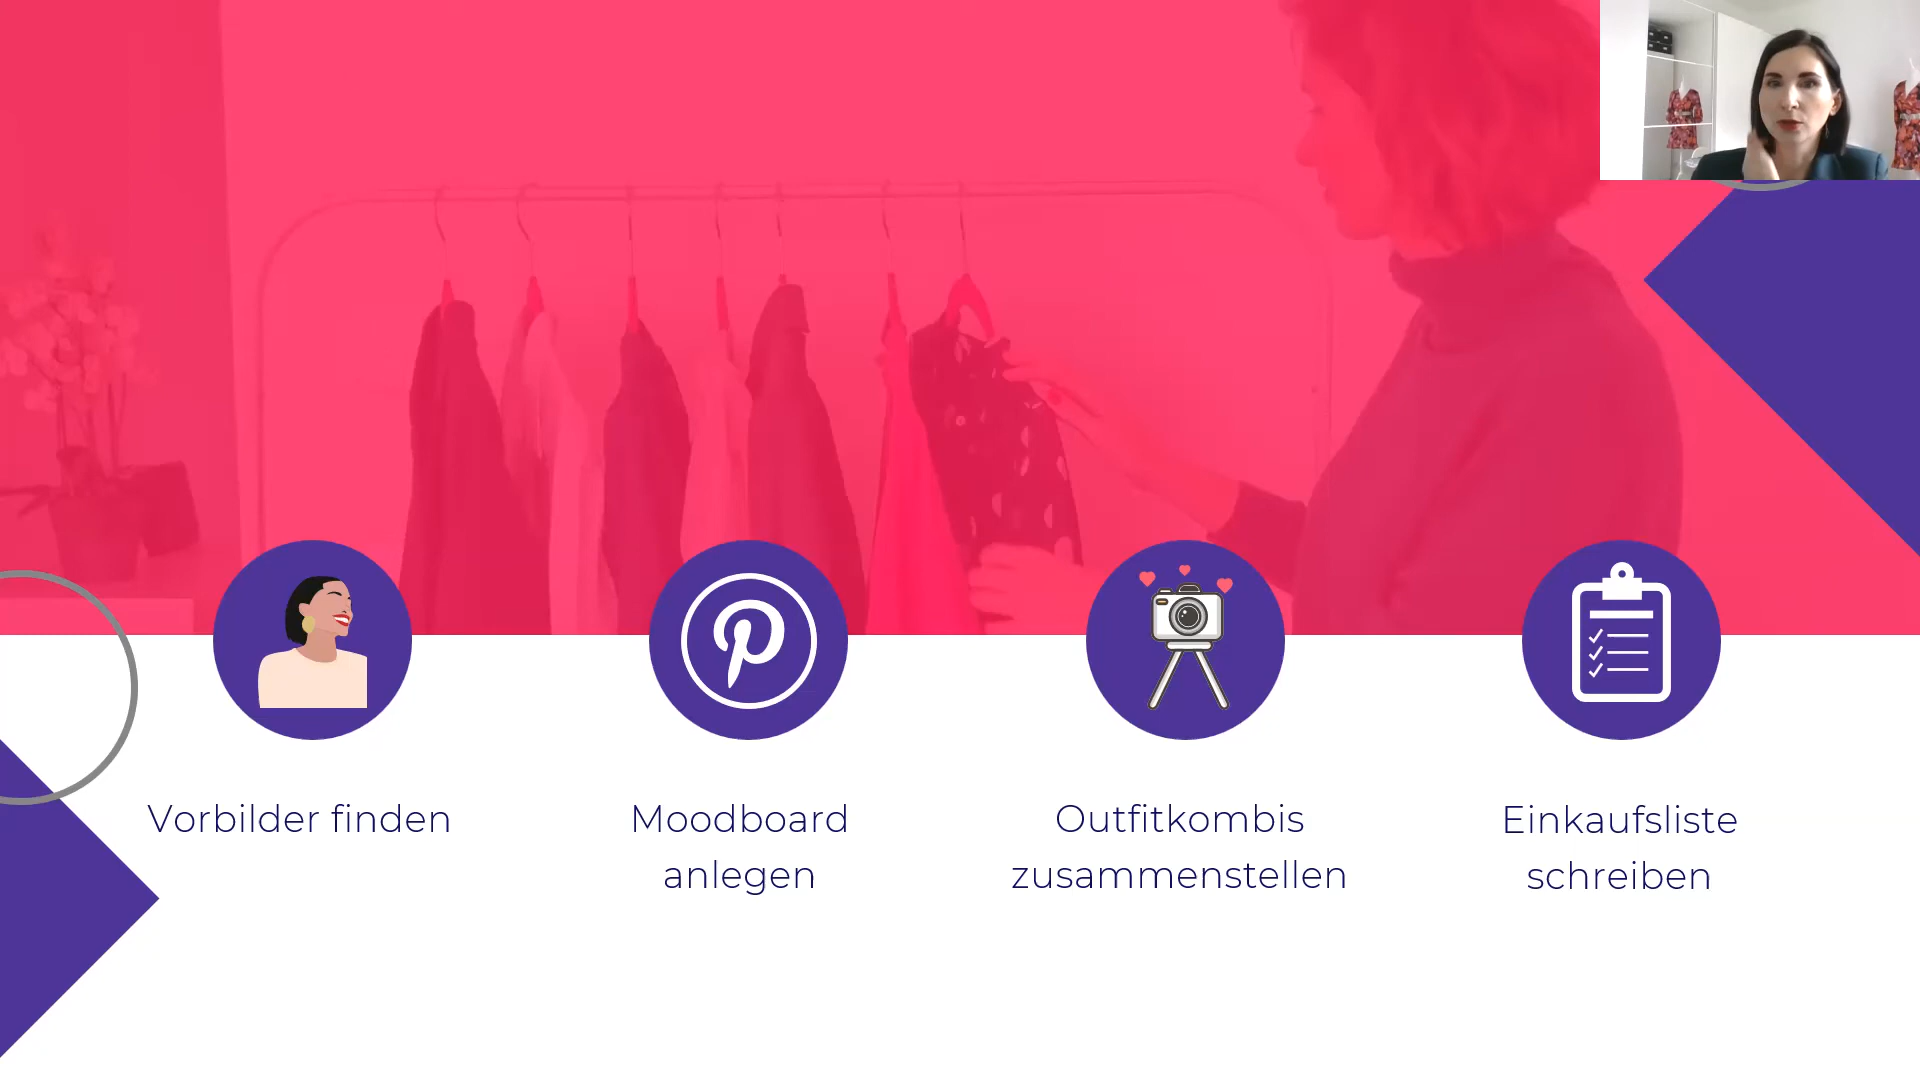 Vorbilder finden
Moodboard
anlegen
Outfitkombis
zusammenstellen
Einkaufsliste
schreiben